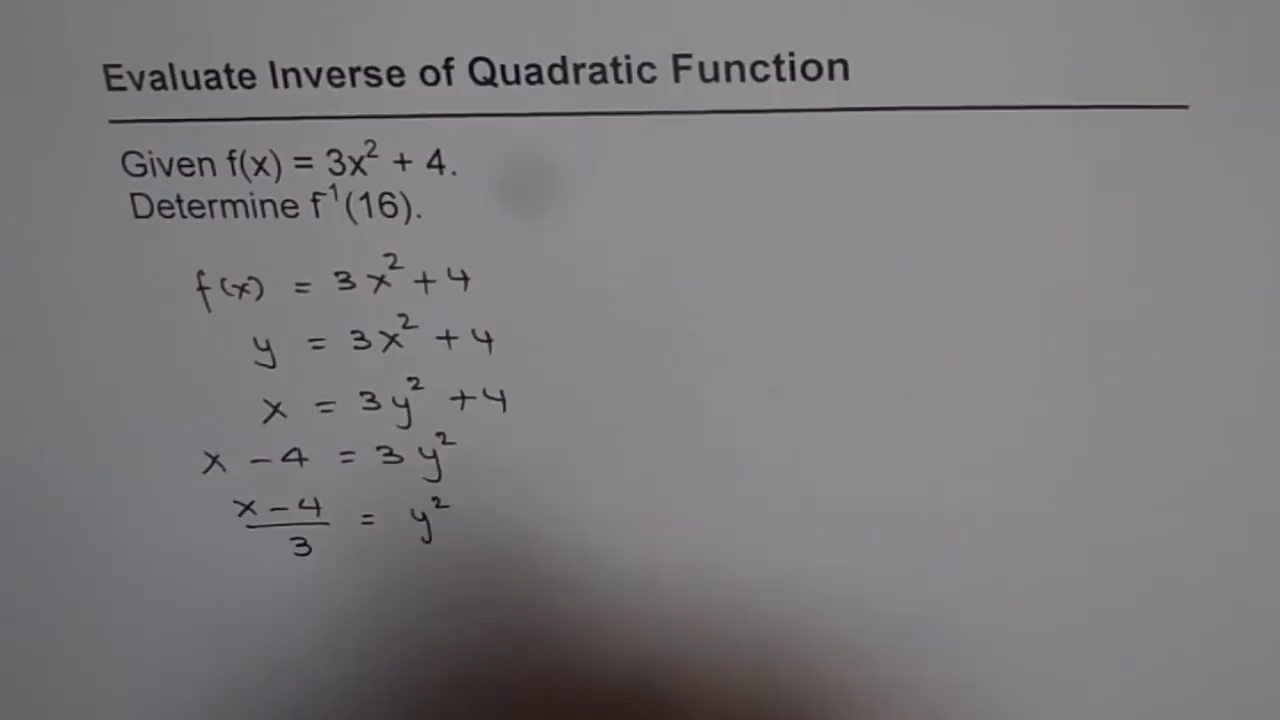 Evaluate Inverse of Quadratic Function
Given f(x) = 3x² + 4.
Determine f¹(16).
f(x) = 3x² + 4
y = 3x² + 4
x = 3y² + 4
x - 4 = 3y²
x - 4 / 3 = y²